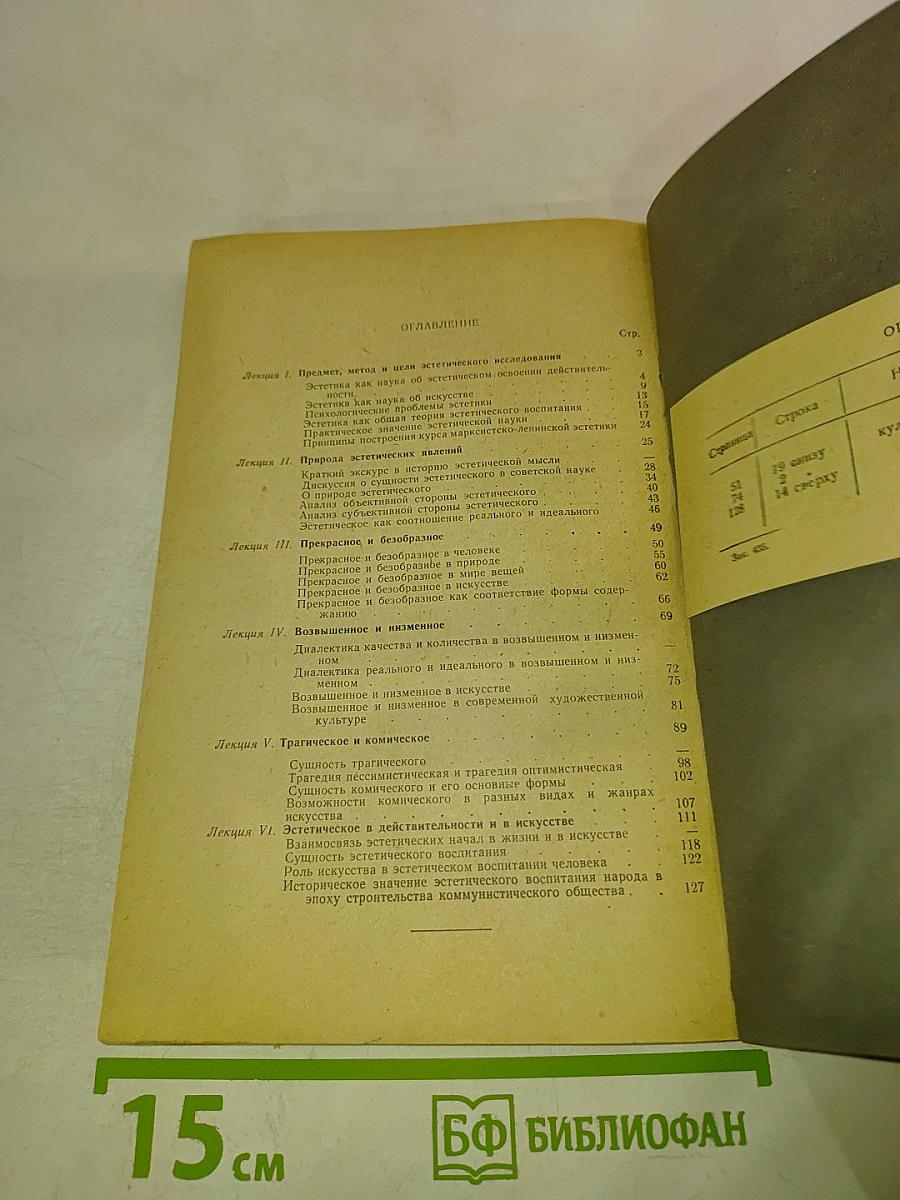 ОГЛАВЛЕНИЕ
Стр.
Лекция I. Предмет, метод и цели эстетического исследования . . 3
Эстетика как наука об эстетическом освоении действитель-
ности. . . . . . . . 4
Эстетика как наука об искусстве . . . . 9
Психологические проблемы эстетики . . . . 13
Эстетика как общая теория эстетического воспитания . . 15
Практическое значение эстетической науки . . . 17
Принципы построения курса марксистско-ленинской эстетики 24
Лекция II. Природа эстетических явлений . . . . 25
Краткий экскурс в историю эстетической мысли . . . —
Дискуссия о сущности эстетического в советской науке . 28
О природе эстетического . . . . . 34
Анализ объективной стороны эстетического . . . 40
Анализ субъективной стороны эстетического . . . 43
Эстетическое как соотношение реального и идеального . 46
Лекция III. Прекрасное и безобразное . . . . 49
Прекрасное и безобразное в человеке . . . 50
Прекрасное и безобразное в природе . . . 55
Прекрасное и безобразное в мире вещей . . . 60
Прекрасное и безобразное в искусстве . . . 62
Прекрасное и безобразное как соответствие формы содер-
жанию . . . . . . . 66
Лекция IV. Возвышенное и низменное . . . . 69
Диалектика качества и количества в возвышенном и низмен-
ном . . . . . . . —
Диалектика реального и идеального в возвышенном и низ-
менном . . . . . . . 72
Возвышенное и низменное в искусстве . . . 75
Возвышенное и низменное в современной художественной
культуре . . . . . . . 81
Лекция V. Трагическое и комическое . . . . 89
Сущность трагического . . . . . —
Трагедия пессимистическая и трагедия оптимистическая . 98
Сущность комического и его основные формы . . . 102
Возможности комического в разных видах и жанрах
искусства . . . . . . . 107
Лекция VI. Эстетическое в действительности и в искусстве . . 111
Взаимосвязь эстетических начал в жизни и в искусстве . —
Сущность эстетического воспитания . . . . 118
Роль искусства в эстетическом воспитании человека . . 122
Историческое значение эстетического воспитания народа в
эпоху строительства коммунистического общества . . 127
ОП
Страница Строка Н
51 19 снизу кул
74 2 "
128 14 сверху
Зак. 435.
15 см
БФ БИБЛИОФАН